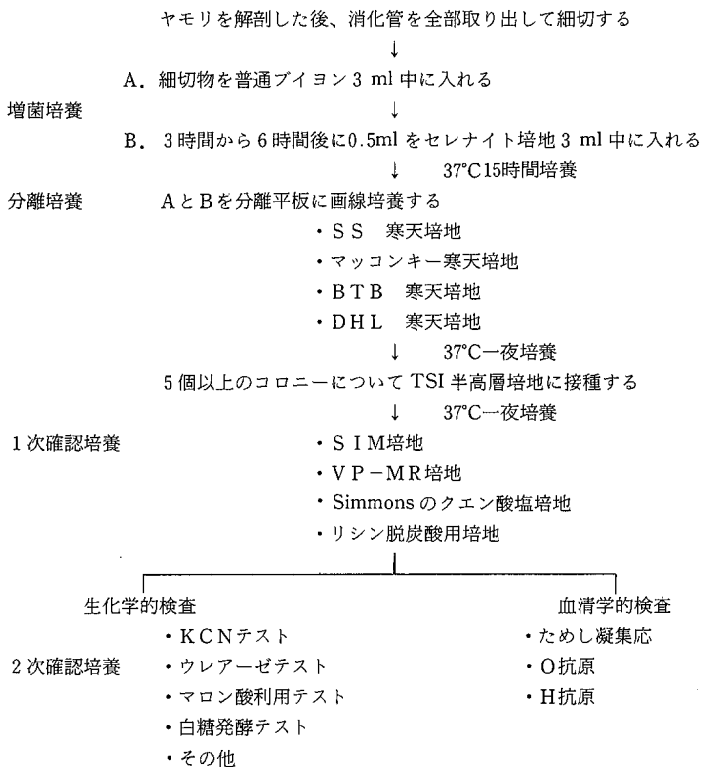 ヤモリを解剖した後、消化管を全部取り出して細切する
↓
A．細切物を普通ブイヨン3 ml 中に入れる
増菌培養 ↓
B．3時間から6時間後に0.5mlをセレナイト培地3 ml 中に入れる
↓ 37℃15時間培養
分離培養 AとBを分離平板に画線培養する
・ＳＳ 寒天培地
・マッコンキー寒天培地
・ＢＴＢ 寒天培地
・ＤＨＬ 寒天培地
↓ 37℃一夜培養
5個以上のコロニーについてTSI半高層培地に接種する
↓ 37℃一夜培養
1次確認培養 ・ＳＩＭ培地
・ＶＰ－ＭＲ培地
・Simmonsのクエン酸塩培地
・リシン脱炭酸用培地
生化学的検査 血清学的検査
・ＫＣＮテスト ・ためし凝集応
2次確認培養 ・ウレアーゼテスト ・Ｏ抗原
・マロン酸利用テスト ・Ｈ抗原
・白糖発酵テスト
・その他